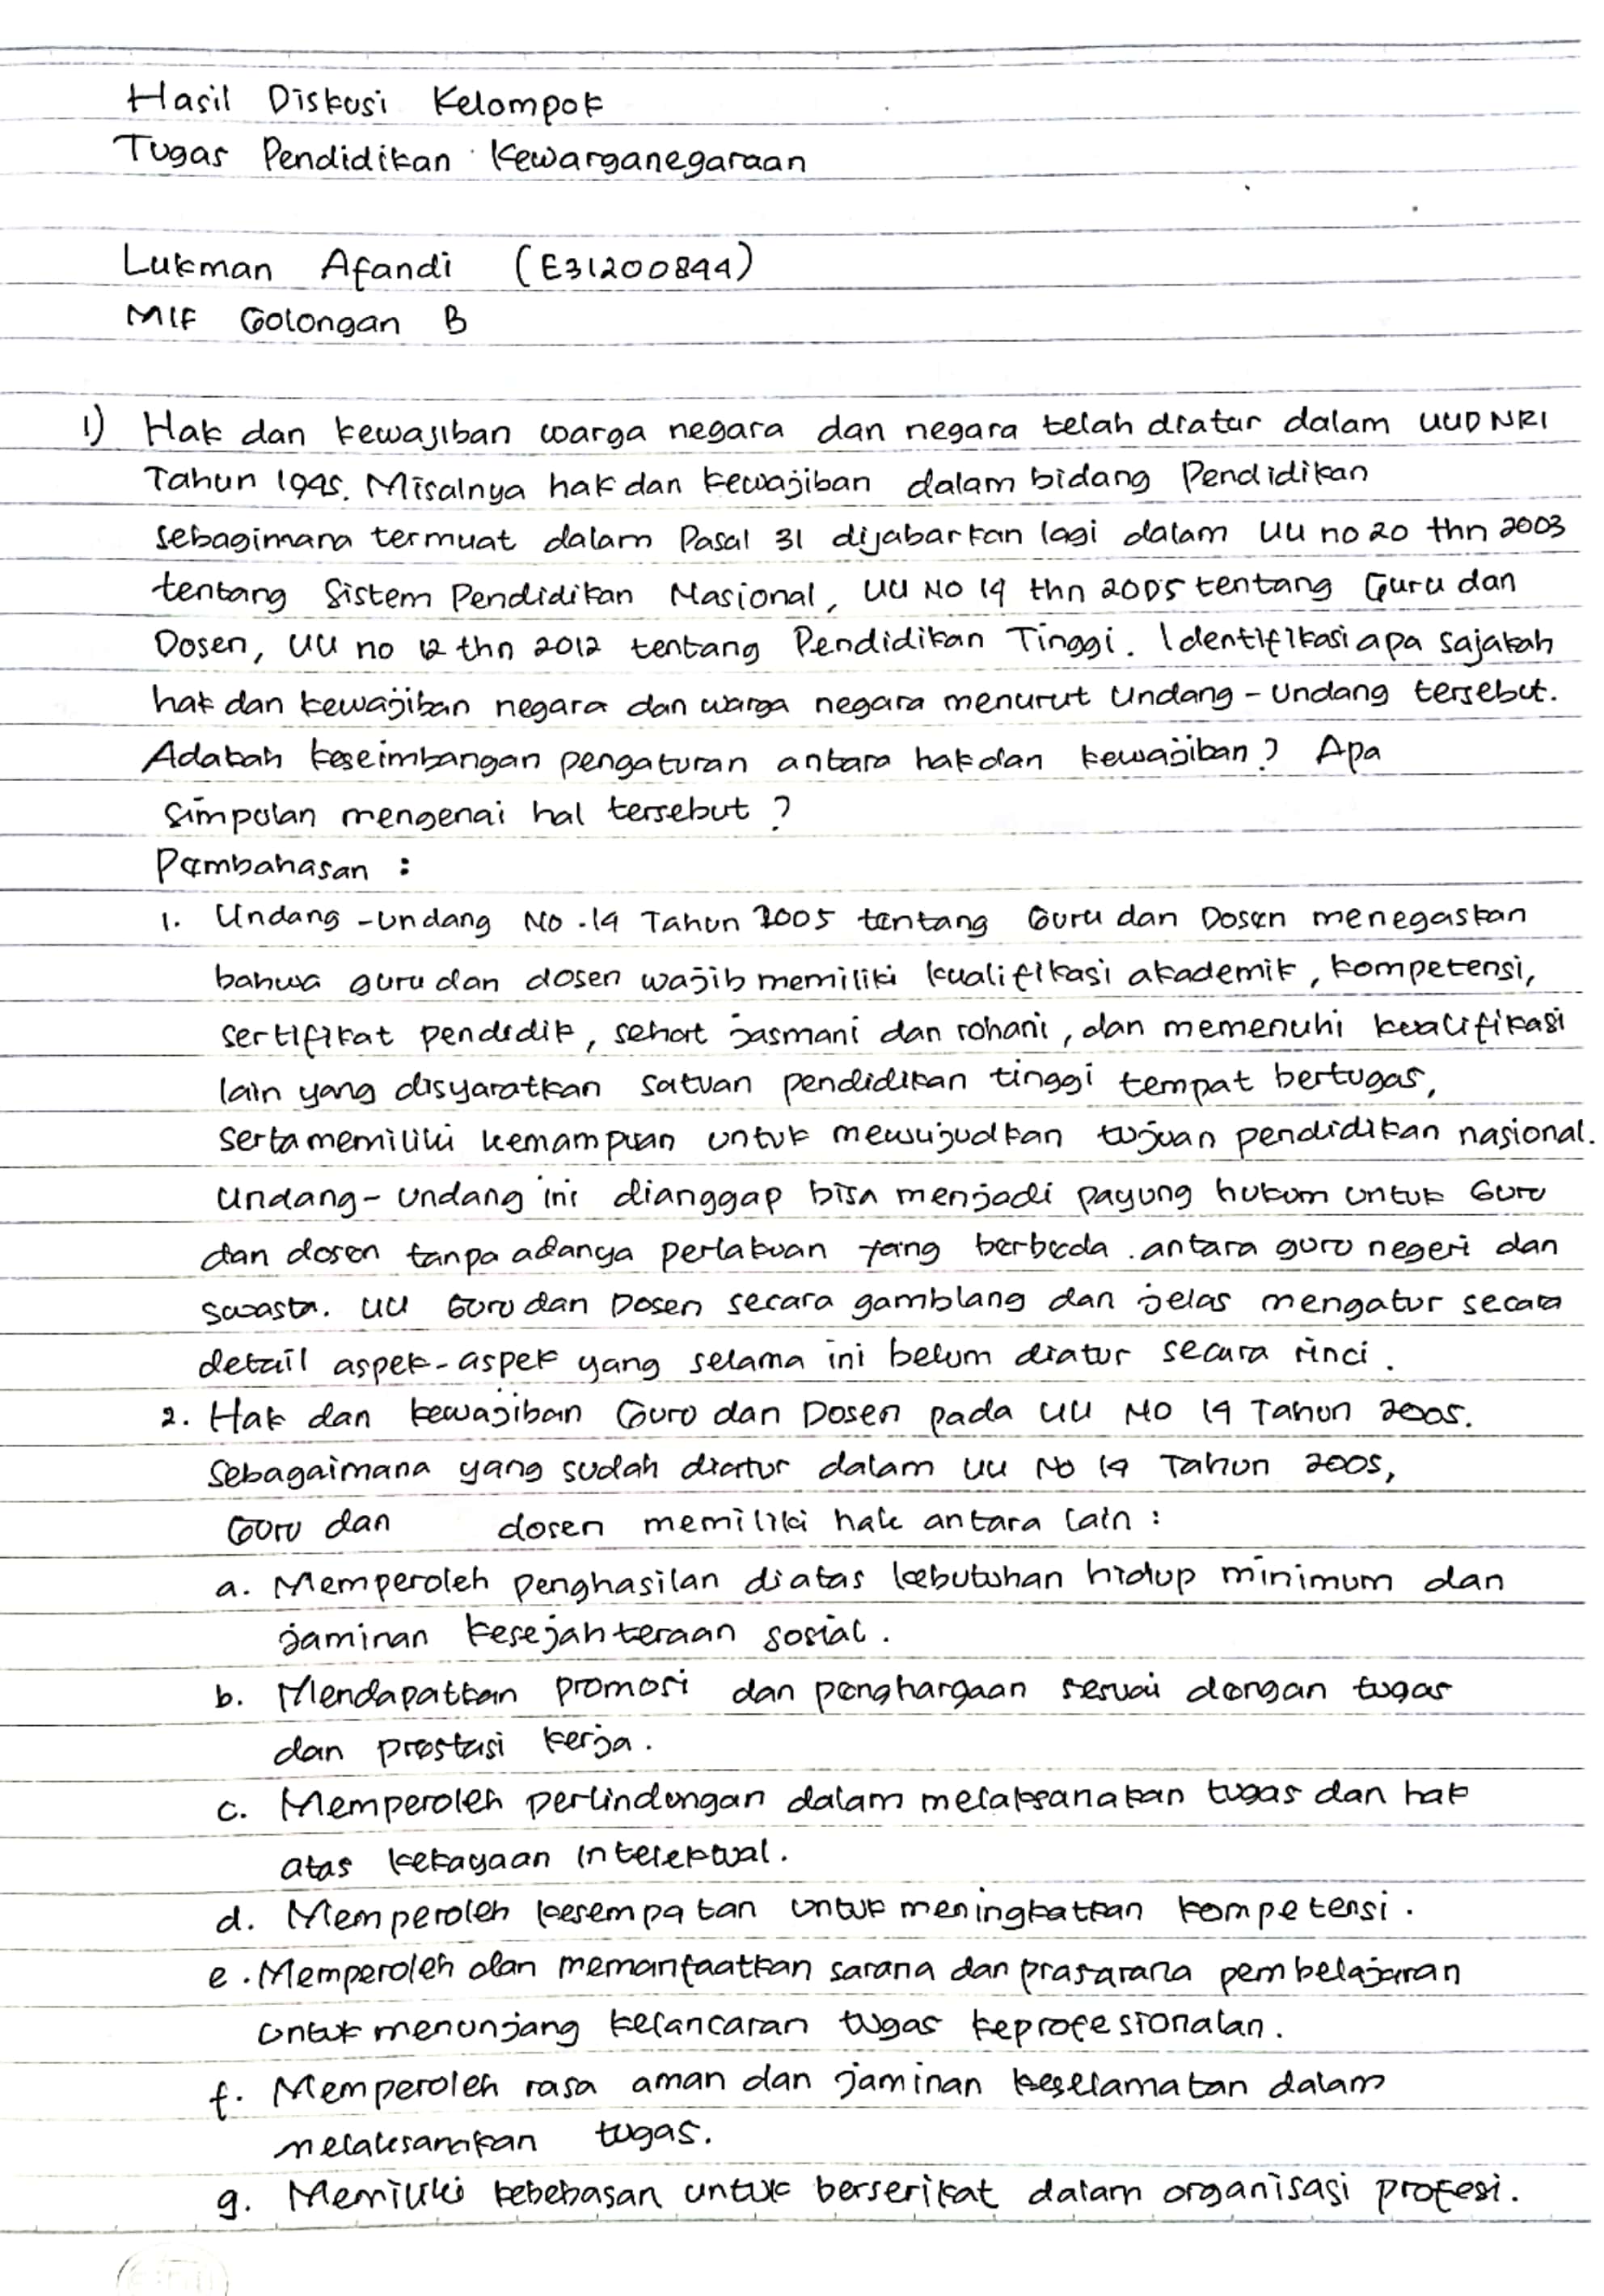 Hasil Diskusi Kelompok
Tugas Pendidikan Kewarganegaraan
Lukman Afandi (E31200844)
MIF Golongan B
1) Hak dan kewajiban warga negara dan negara telah diatur dalam UUD NRI
Tahun 1945. Misalnya hak dan kewajiban dalam bidang Pendidikan
sebagimana termuat dalam Pasal 31 dijabarkan lagi dalam UU no 20 thn 2003
tentang Sistem Pendidikan Nasional, UU No 14 thn 2005 tentang Guru dan
Dosen, UU no 12 thn 2012 tentang Pendidikan Tinggi. Identifikasi apa sajakah
hak dan kewajiban negara dan warga negara menurut Undang-Undang tersebut.
Adakah keseimbangan pengaturan antara hak dan kewajiban? Apa
simpulan mengenai hal tersebut?
Pembahasan :
1. Undang-undang No.14 Tahun 2005 tentang Guru dan Dosen menegaskan
bahwa guru dan dosen wajib memiliki kualifikasi akademik, kompetensi,
sertifikat pendidik, sehat jasmani dan rohani, dan memenuhi kualifikasi
lain yang disyaratkan satuan pendidikan tinggi tempat bertugas,
serta memiliki kemampuan untuk mewujudkan tujuan pendidikan nasional.
Undang-undang ini dianggap bisa menjadi payung hukum untuk Guru
dan dosen tanpa adanya perlakuan yang berbeda antara guru negeri dan
swasta. UU Guru dan Dosen secara gamblang dan jelas mengatur secara
detail aspek-aspek yang selama ini belum diatur secara rinci.
2. Hak dan kewajiban Guru dan Dosen pada UU No 14 Tahun 2005.
Sebagaimana yang sudah diatur dalam UU No 14 Tahun 2005,
Guru dan dosen memiliki hak antara lain :
a. Memperoleh penghasilan diatas kebutuhan hidup minimum dan
jaminan kesejahteraan sosial.
b. Mendapatkan promosi dan penghargaan sesuai dengan tugas
dan prestasi kerja.
c. Memperoleh perlindungan dalam melaksanakan tugas dan hak
atas kekayaan intelektual.
d. Memperoleh kesempatan untuk meningkatkan kompetensi.
e. Memperoleh dan memanfaatkan sarana dan prasarana pembelajaran
untuk menunjang kelancaran tugas keprofesionalan.
f. Memperoleh rasa aman dan jaminan keselamatan dalam
melaksanakan tugas.
g. Memiliki kebebasan untuk berserikat dalam organisasi profesi.